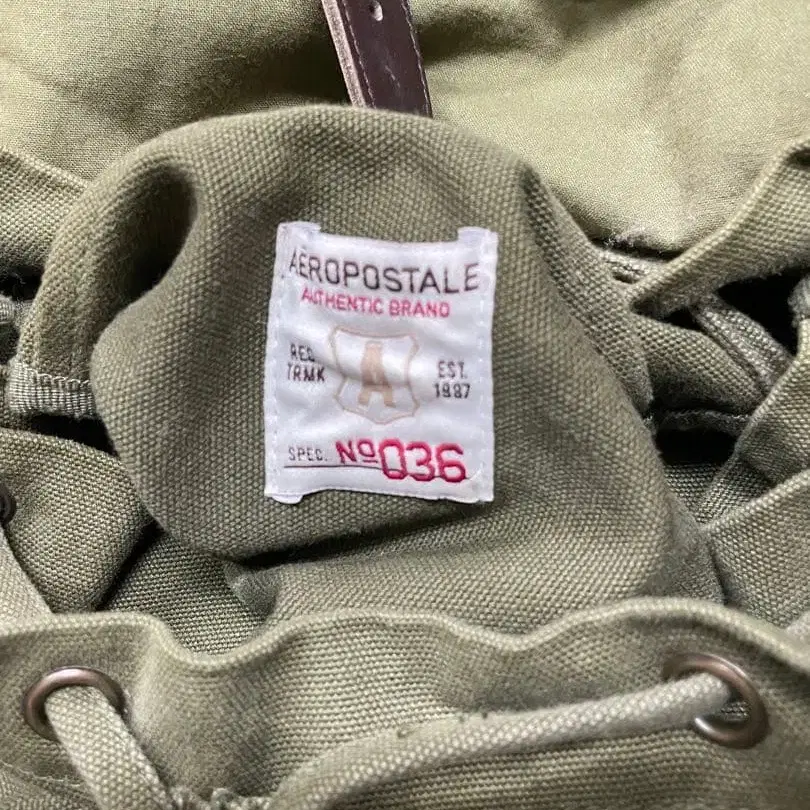 AÉROPOSTALE
AUTHENTIC BRAND
REG. TRMK
A
EST. 1987
SPEC. Nº036